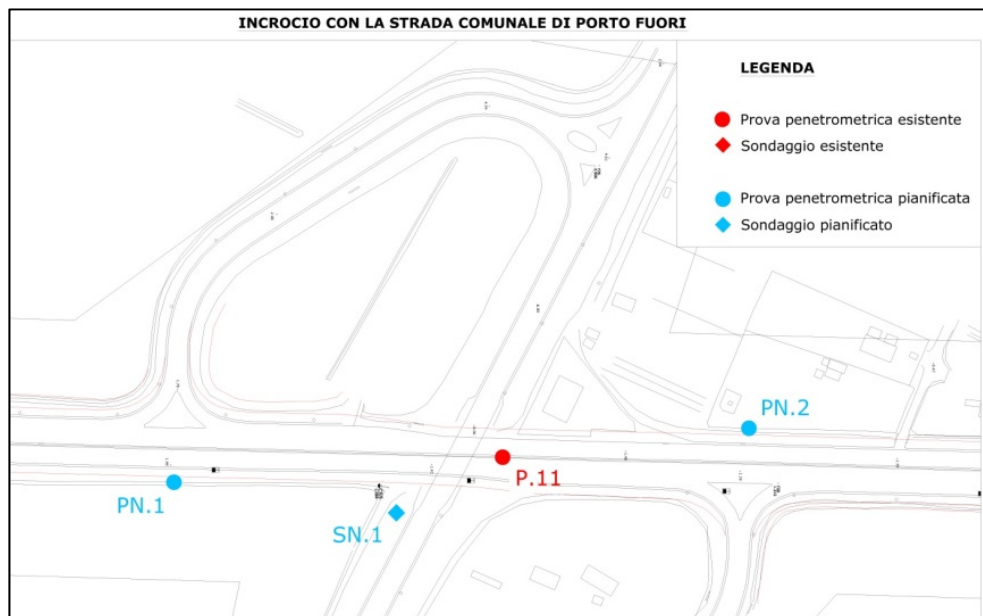 INCROCIO CON LA STRADA COMUNALE DI PORTO FUORI
LEGENDA
Prova penetrometrica esistente
Sondaggio esistente
Prova penetrometrica pianificata
Sondaggio pianificato
PN.2
P.11
PN.1
SN.1